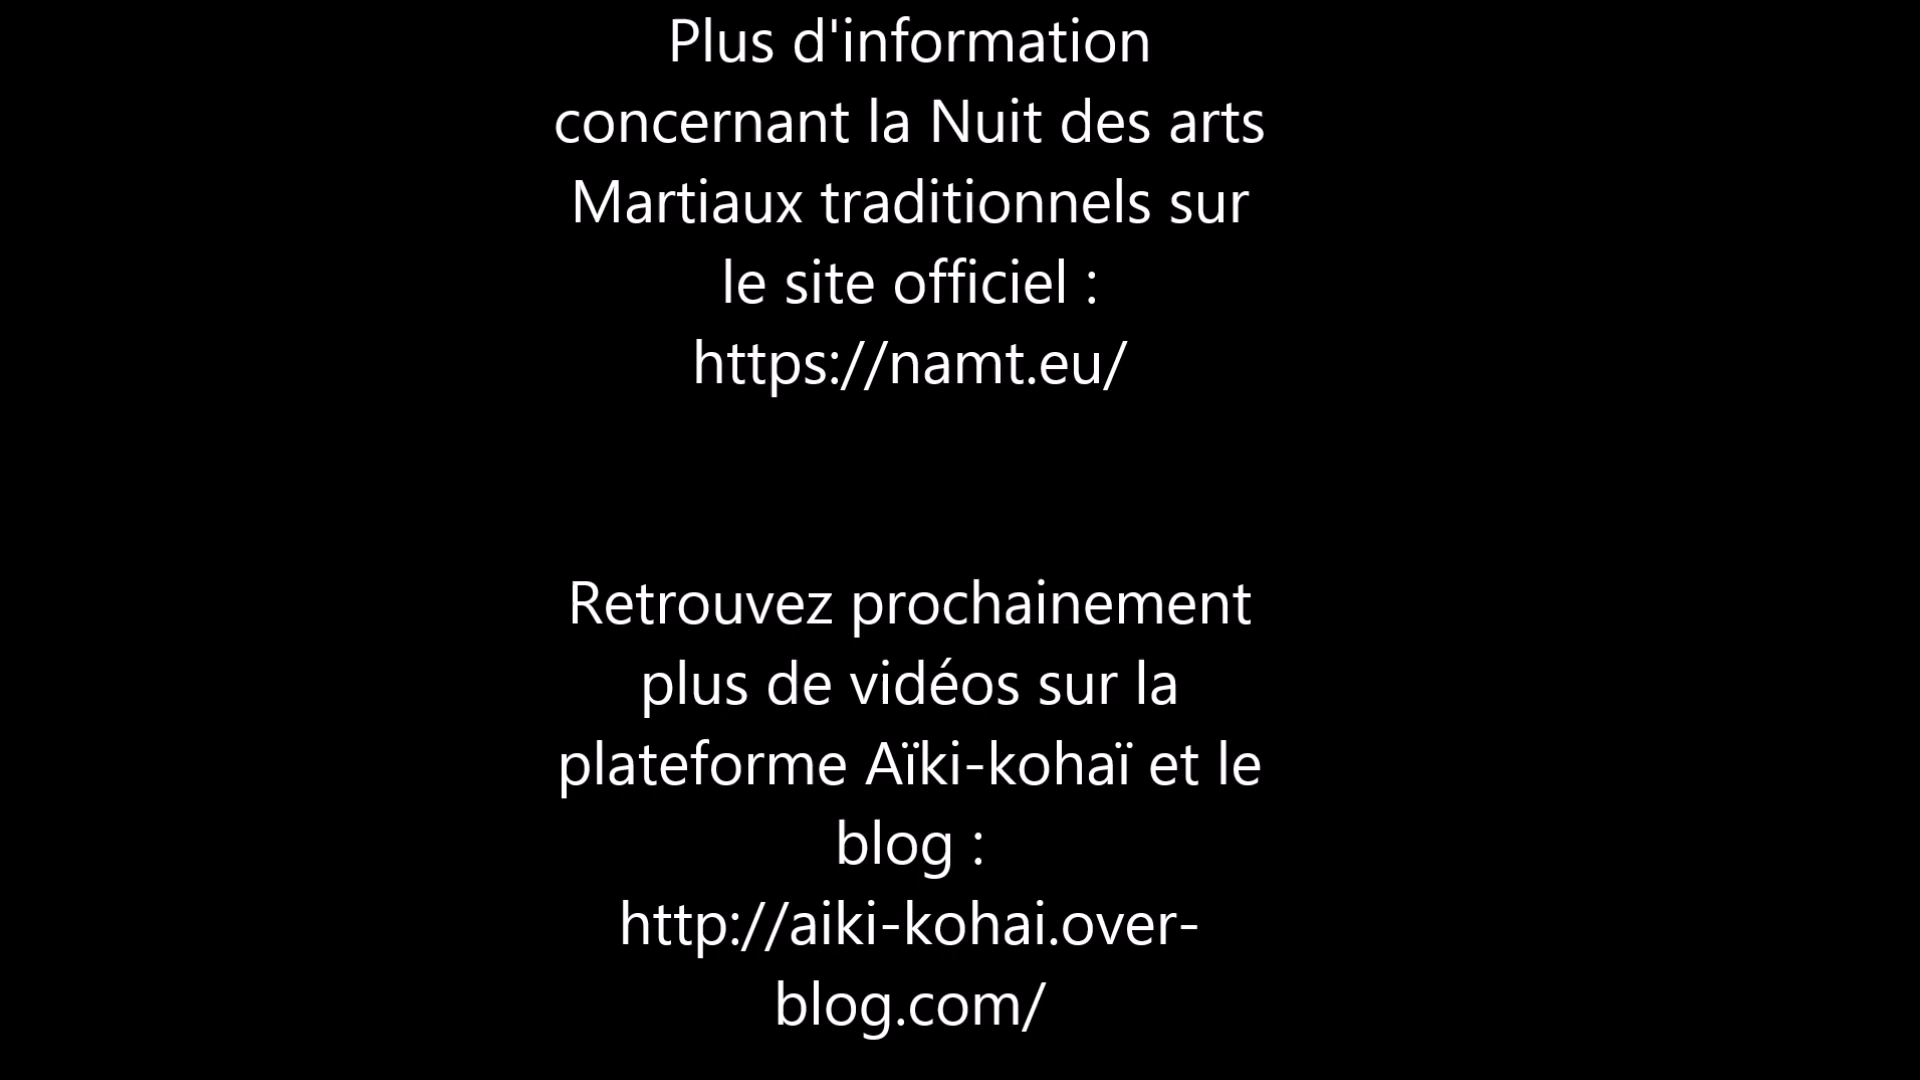 Plus d'information
concernant la Nuit des arts
Martiaux traditionnels sur
le site officiel :
https://namt.eu/
Retrouvez prochainement
plus de vidéos sur la
plateforme Aïki-kohaï et le
blog :
http://aiki-kohai.over-
blog.com/